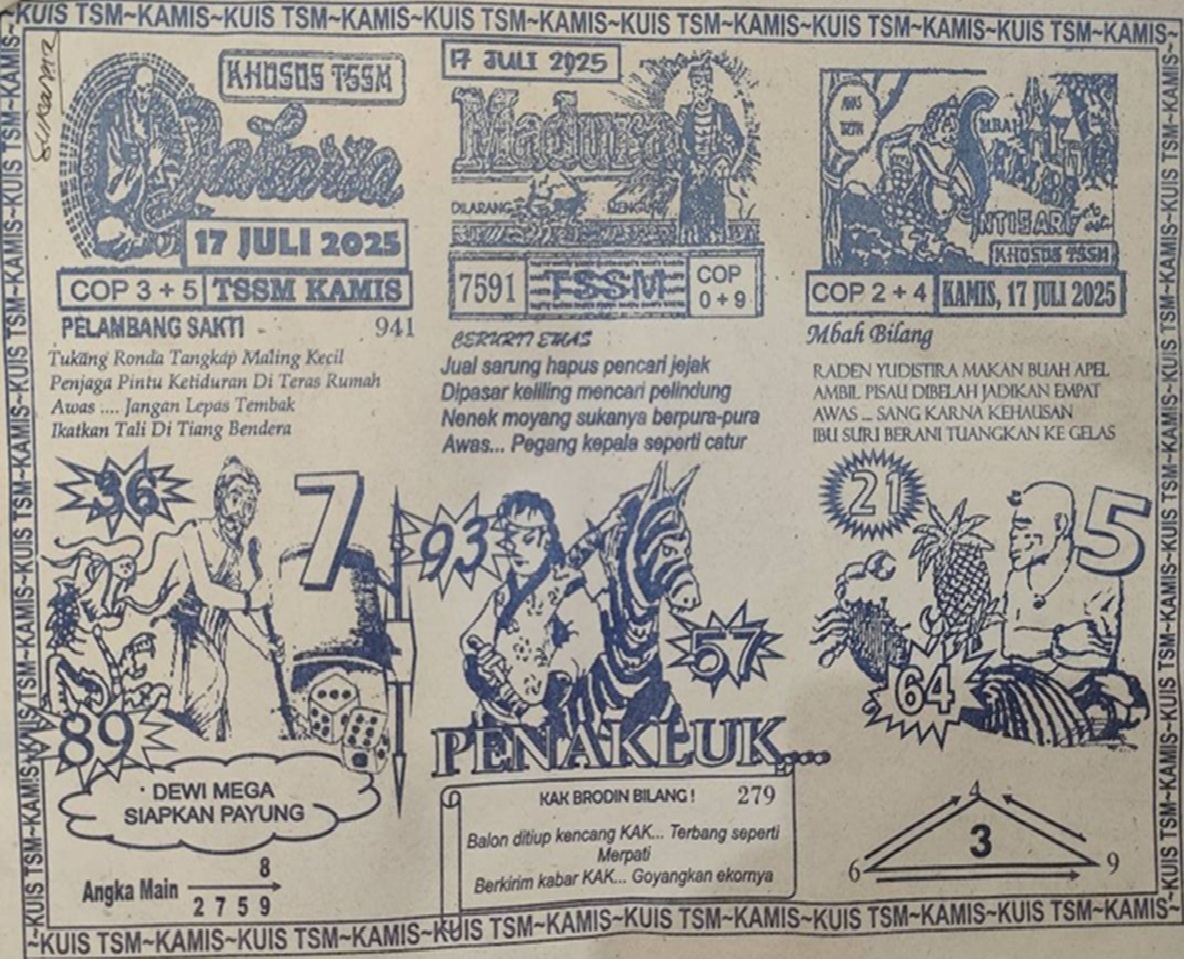 ~KUIS TSM~KAMIS~KUIS TSM~KAMIS~KUIS TSM~KAMIS~KUIS TSM~KAMIS~KUIS TSM~KAMIS~KUIS TSM~KAMIS~
KHUSUS TSSM
17 JULI 2025
COP 3 + 5 TSSM KAMIS
PELAMBANG SAKTI 941
Tukang Ronda Tangkap Maling Kecil
Penjaga Pintu Ketiduran Di Teras Rumah
Awas .... Jangan Lepas Tembak
Ikatkan Tali Di Tiang Bendera
36
7
89
DEWI MEGA
SIAPKAN PAYUNG
Angka Main
8
2 7 5 9
17 JULI 2025
Madura
DILARANG
7591 TSSM COP
0 + 9
BERURTI EMAS
Jual sarung hapus pencari jejak
Dipasar keliling mencari pelindung
Nenek moyang sukanya berpura-pura
Awas... Pegang kepala seperti catur
93
57
PENAKLUK...
KAK BRODIN BILANG ! 279
Balon ditiup kencang KAK... Terbang seperti
Merpati
Berkirim kabar KAK... Goyangkan ekornya
MBAH
INTISARI
KHUSUS TSSM
COP 2 + 4 KAMIS, 17 JULI 2025
Mbah Bilang
RADEN YUDISTIRA MAKAN BUAH APEL
AMBIL PISAU DIBELAH JADIKAN EMPAT
AWAS ... SANG KARNA KEHAUSAN
IBU SURI BERANI TUANGKAN KE GELAS
21
5
64
4
3
6 9
~KUIS TSM~KAMIS~KUIS TSM~KAMIS~KUIS TSM~KAMIS~KUIS TSM~KAMIS~KUIS TSM~KAMIS~KUIS TSM~KAMIS~